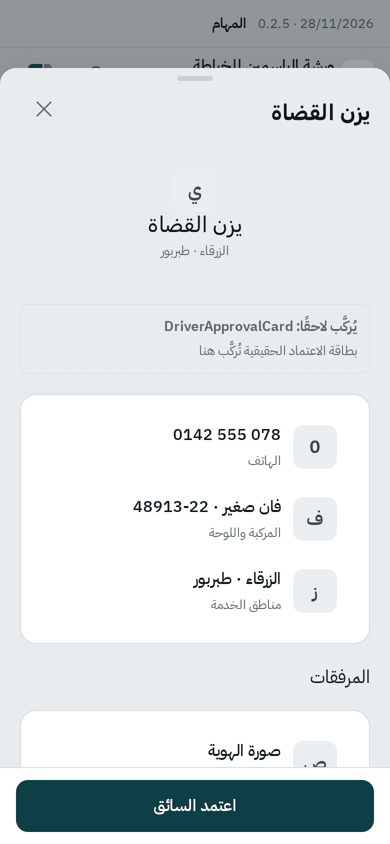 المهام 0.2.5 · 28/11/2026
ورشة الياسمين للخياطة
يزن القضاة
ي
يزن القضاة
الزرقاء · طبربور
يُركَّب لاحقًا: DriverApprovalCard
بطاقة الاعتماد الحقيقية تُركَّب هنا
0
078 555 0142
الهاتف
ف
فان صغير · 22-48913
المركبة واللوحة
ز
الزرقاء · طبربور
مناطق الخدمة
المرفقات
ص
صورة الهوية
اعتمد السائق